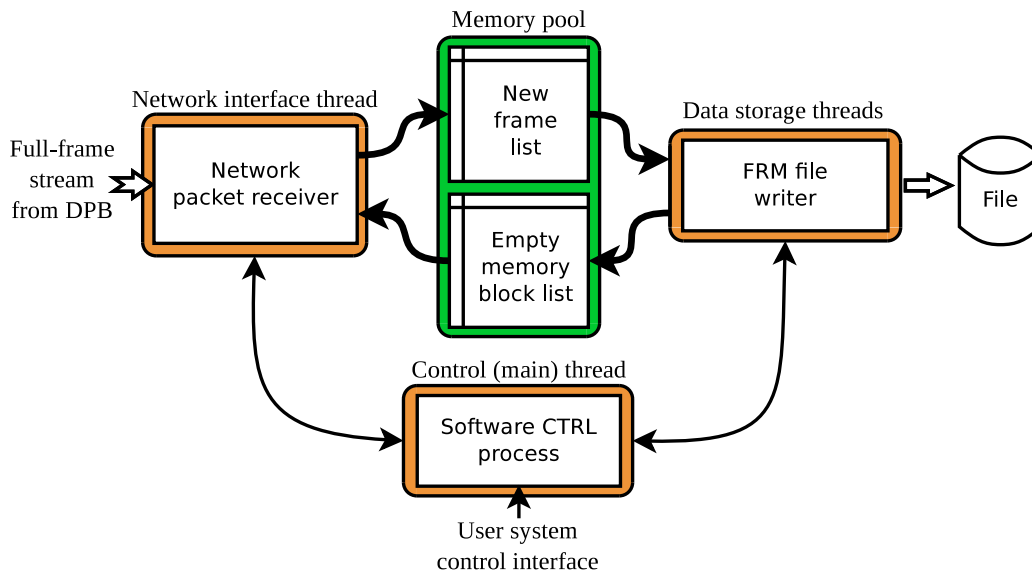 Memory pool
Network interface thread
New
frame
list
Data storage threads
Full-frame
stream
from DPB
Network
packet receiver
FRM file
writer
File
Empty
memory
block list
Control (main) thread
Software CTRL
process
User system
control interface